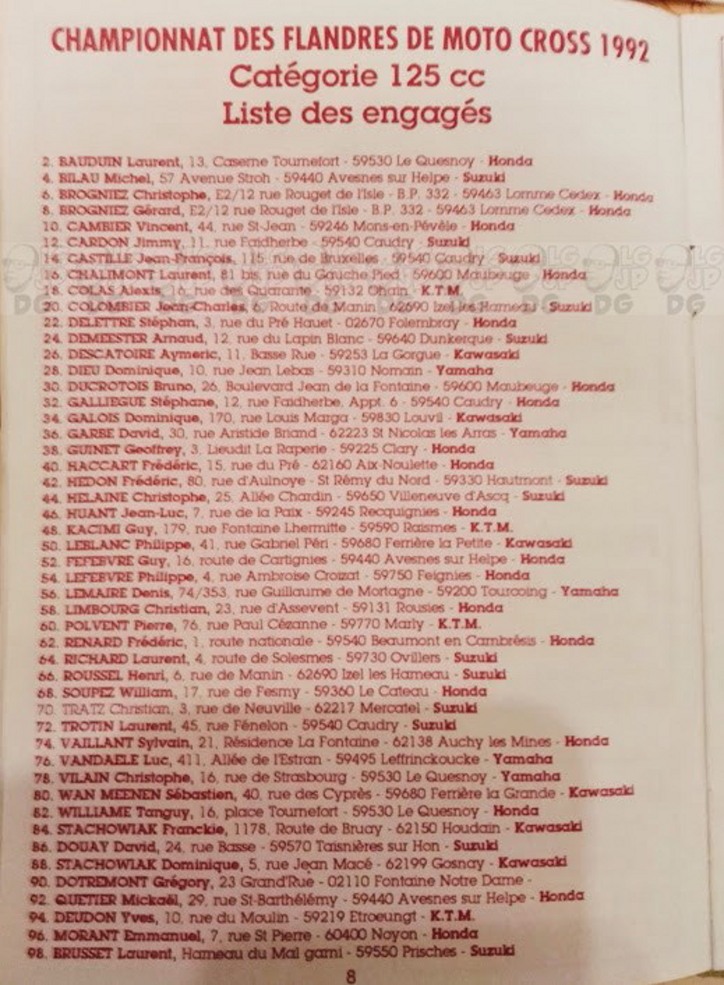 CHAMPIONNAT DES FLANDRES DE MOTO CROSS 1992
Catégorie 125 cc
Liste des engagés
2. BAUDUIN Laurent, 13, Caserne Tournefort - 59530 Le Quesnoy - Honda
4. BILAU Michel, 57 Avenue Stroh - 59440 Avesnes sur Helpe - Suzuki
6. BROGNIEZ Christophe, E2/12 rue Rouget de l'Isle - B.P. 332 - 59463 Lomme Cedex - Honda
8. BROGNIEZ Gérard, E2/12 rue Rouget de l'Isle - B.P. 332 - 59463 Lomme Cedex - Honda
10. CAMBIER Vincent, 44, rue St-Jean - 59246 Mons-en-Pévèle - Honda
12. CARDON Jimmy, 11, rue Faidherbe - 59540 Caudry - Suzuki
14. CASTILLE Jean-François, 115, rue de Bruxelles - 59540 Caudry - Suzuki
16. CHALIMONT Laurent, 81 bis, rue du Gauche Pied - 59600 Maubeuge - Honda
18. COLAS Alexis, 16, rue des Quarante - 59132 Ohain - K.T.M.
20. COLOMBIER Jean-Charles, 6, Route de Manin - 62690 Izel les Hameau - Suzuki
22. DELETTRE Stéphan, 3, rue du Pré Hauet - 02670 Folembray - Honda
24. DEMEESTER Arnaud, 12, rue du Lapin Blanc - 59640 Dunkerque - Suzuki
26. DESCATOIRE Aymeric, 11, Basse Rue - 59253 La Gorgue - Kawasaki
28. DIEU Dominique, 10, rue Jean Lebas - 59310 Nomain - Yamaha
30. DUCROTOIS Bruno, 26, Boulevard Jean de la Fontaine - 59600 Maubeuge - Honda
32. GALLIEGUE Stéphane, 12, rue Faidherbe, Appt. 6 - 59540 Caudry - Honda
34. GALOIS Dominique, 170, rue Louis Marga - 59830 Louvil - Kawasaki
36. GARBE David, 30, rue Aristide Briand - 62223 St Nicolas les Arras - Yamaha
38. GUINET Geoffrey, 3, Lieudit La Raperie - 59225 Clary - Honda
40. HACCART Frédéric, 15, rue du Pré - 62160 Aix-Noulette - Honda
42. HEDON Frédéric, 80, rue d'Aulnoye - St Rémy du Nord - 59330 Hautmont - Suzuki
44. HELAINE Christophe, 25, Allée Chardin - 59650 Villeneuve d'Ascq - Suzuki
46. HUANT Jean-Luc, 7, rue de la Paix - 59245 Recquignies - Honda
48. KACIMI Guy, 179, rue Fontaine Lhermitte - 59590 Raismes - K.T.M.
50. LEBLANC Philippe, 41, rue Gabriel Péri - 59680 Ferrière la Petite - Kawasaki
52. FEFEBVRE Guy, 16, route de Cartignies - 59440 Avesnes sur Helpe - Honda
54. LEFEBVRE Philippe, 4, rue Ambroise Croizat - 59750 Feignies - Honda
56. LEMAIRE Denis, 74/353, rue Guillaume de Mortagne - 59200 Tourcoing - Yamaha
58. LIMBOURG Christian, 23, rue d'Assevent - 59131 Rousies - Honda
60. POLVENT Pierre, 76, rue Paul Cézanne - 59770 Marly - K.T.M.
62. RENARD Frédéric, 1, route nationale - 59540 Beaumont en Cambrésis - Honda
64. RICHARD Laurent, 4, route de Solesmes - 59730 Ovillers - Suzuki
66. ROUSSEL Henri, 6, rue de Manin - 62690 Izel les Hameau - Suzuki
68. SOUPEZ William, 17, rue de Fesmy - 59360 Le Cateau - Honda
70. TRATZ Christian, 3, rue de Neuville - 62217 Mercatel - Suzuki
72. TROTIN Laurent, 45, rue Fénelon - 59540 Caudry - Suzuki
74. VAILLANT Sylvain, 21, Résidence La Fontaine - 62138 Auchy les Mines - Honda
76. VANDAELE Luc, 411, Allée de l'Estran - 59495 Leffrinckoucke - Yamaha
78. VILAIN Christophe, 16, rue de Strasbourg - 59530 Le Quesnoy - Yamaha
80. WAN MEENEN Sébastien, 40, rue des Cyprès - 59680 Ferrière la Grande - Kawasaki
82. WILLIAME Tanguy, 16, place Tournefort - 59530 Le Quesnoy - Honda
84. STACHOWIAK Franckie, 1178, Route de Bruay - 62150 Houdain - Kawasaki
86. DOUAY David, 24, rue Basse - 59570 Taisnières sur Hon - Suzuki
88. STACHOWIAK Dominique, 5, rue Jean Macé - 62199 Gosnay - Kawasaki
90. DOTREMONT Grégory, 23 Grand'Rue - 02110 Fontaine Notre Dame -
92. QUETIER Mickaël, 29, rue St-Barthélémy - 59440 Avesnes sur Helpe - Honda
94. DEUDON Yves, 10, rue du Moulin - 59219 Etroeungt - K.T.M.
96. MORANT Emmanuel, 7, rue St Pierre - 60400 Noyon - Honda
98. BRUSSET Laurent, Hameau du Mal garni - 59550 Prisches - Suzuki
8